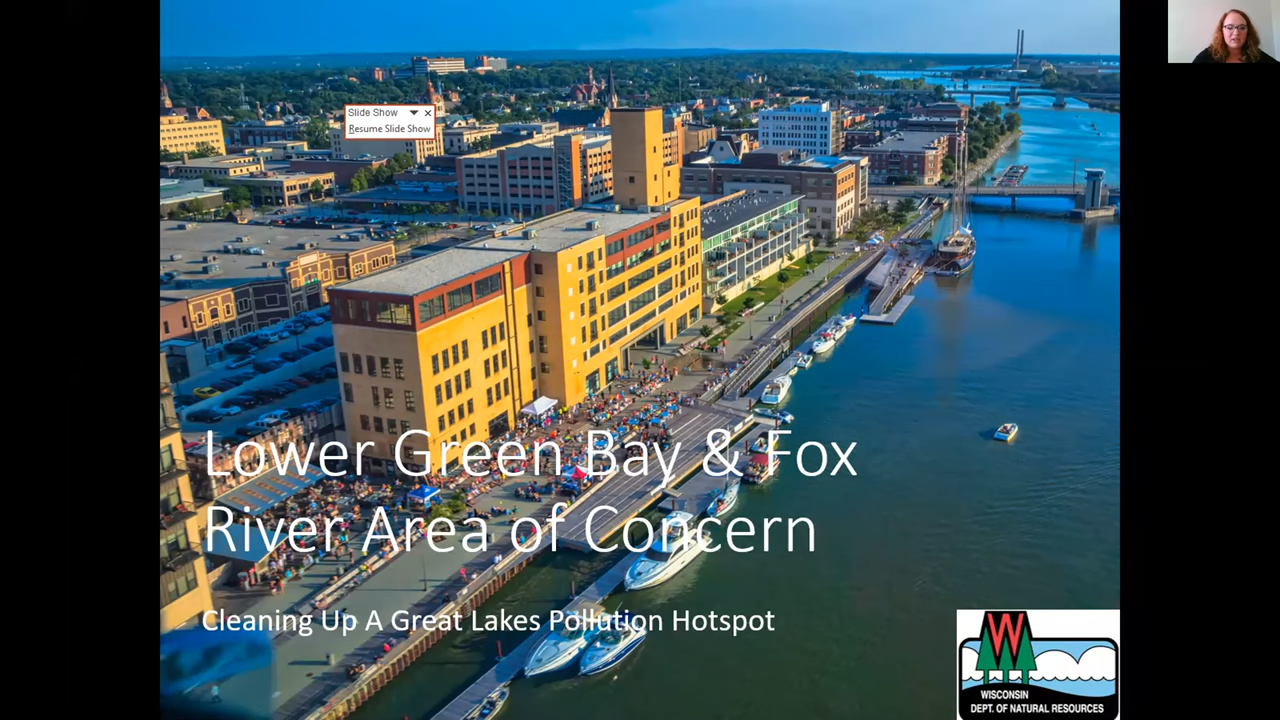 Slide Show
Resume Slide Show
Lower Green Bay & Fox
River Area of Concern
Cleaning Up A Great Lakes Pollution Hotspot
W
WISCONSIN
DEPT. OF NATURAL RESOURCES